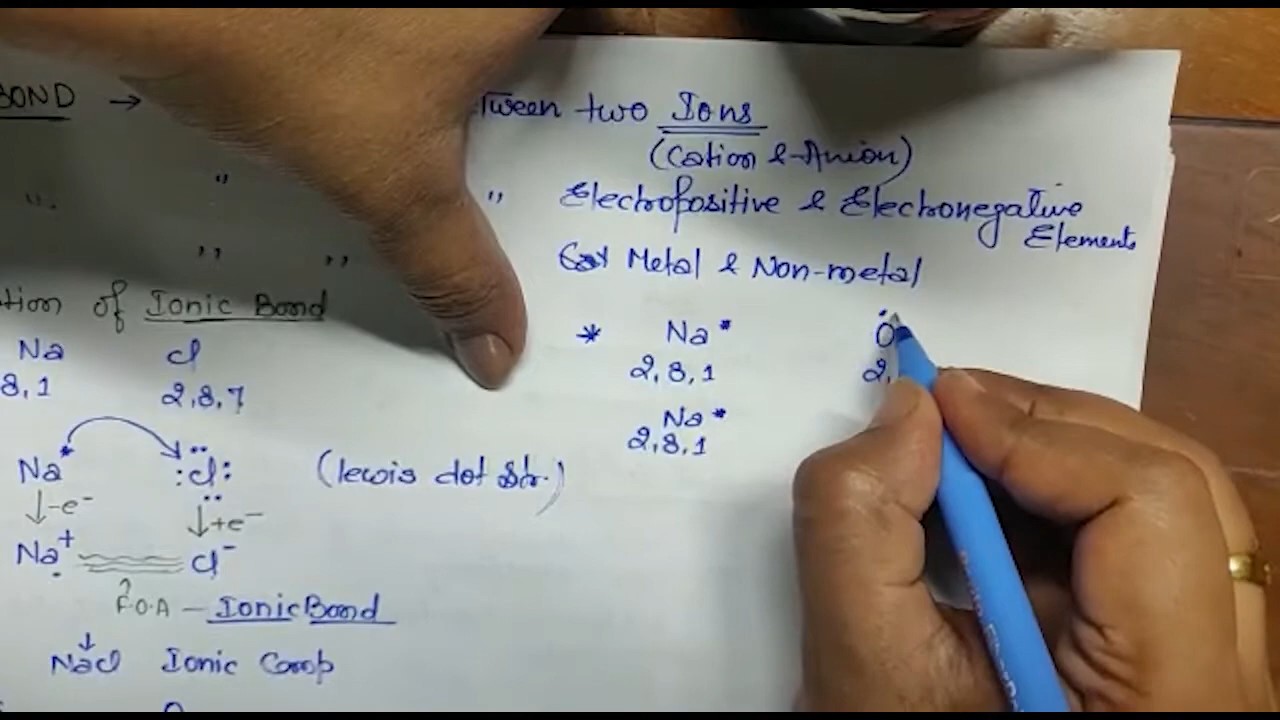 BOND → tween two Ions
(Cation & Anion)
" " Electropositive & Electronegative
Elements
" " Metal & Non-metal
tion of Ionic Bond
Na Cl
8,1 2,8,7
* Na* O
2,8,1 2,
Na*
2,8,1
Na* :Cl: (lewis dot Str.)
↓-e⁻ ↓+e⁻
Na⁺ Cl⁻
F.O.A – Ionic Bond
↓
NaCl Ionic Comp